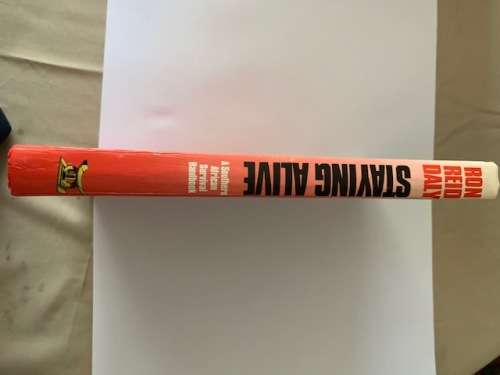 RON
REID
DALY
STAYING ALIVE
A Southern
African
Survival
Handbook